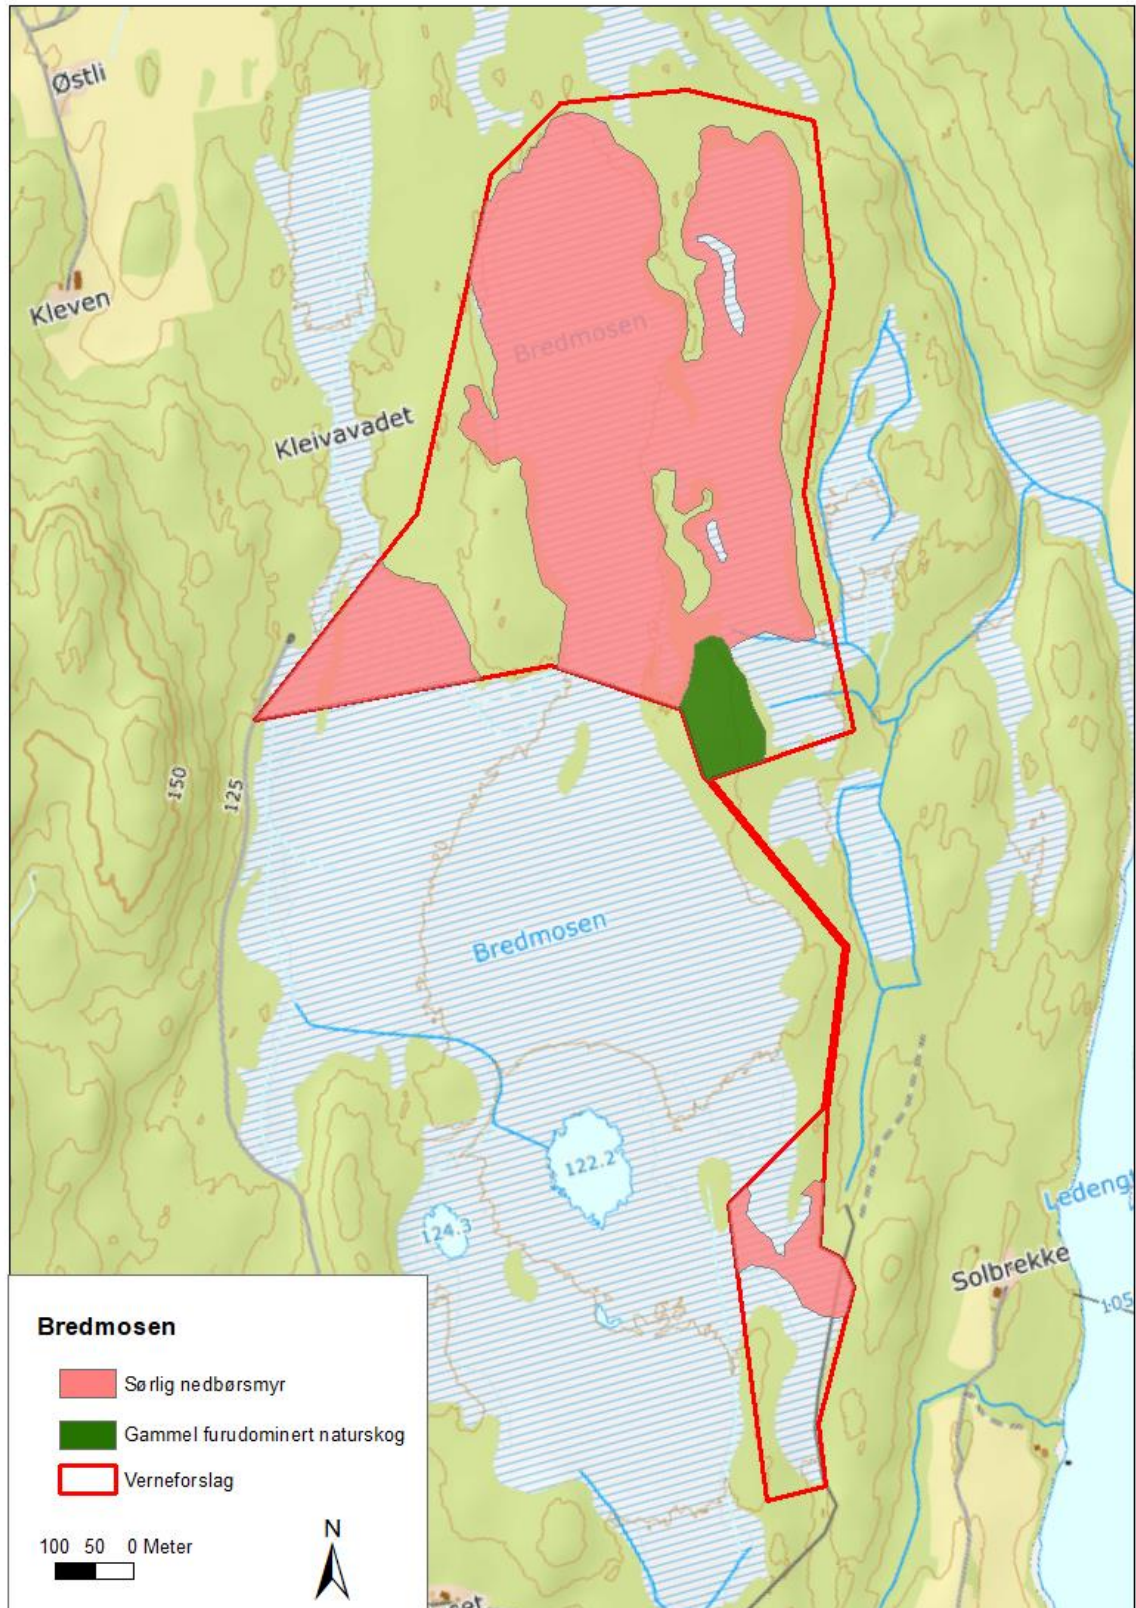 Østli
Kleven
Bredmosen
Kleivavadet
150
125
Bredmosen
122.2
124.3
Solbrekke
Bredmosen
Sørlig nedbørsmyr
Gammel furudominert naturskog
Verneforslag
100 50 0 Meter
N